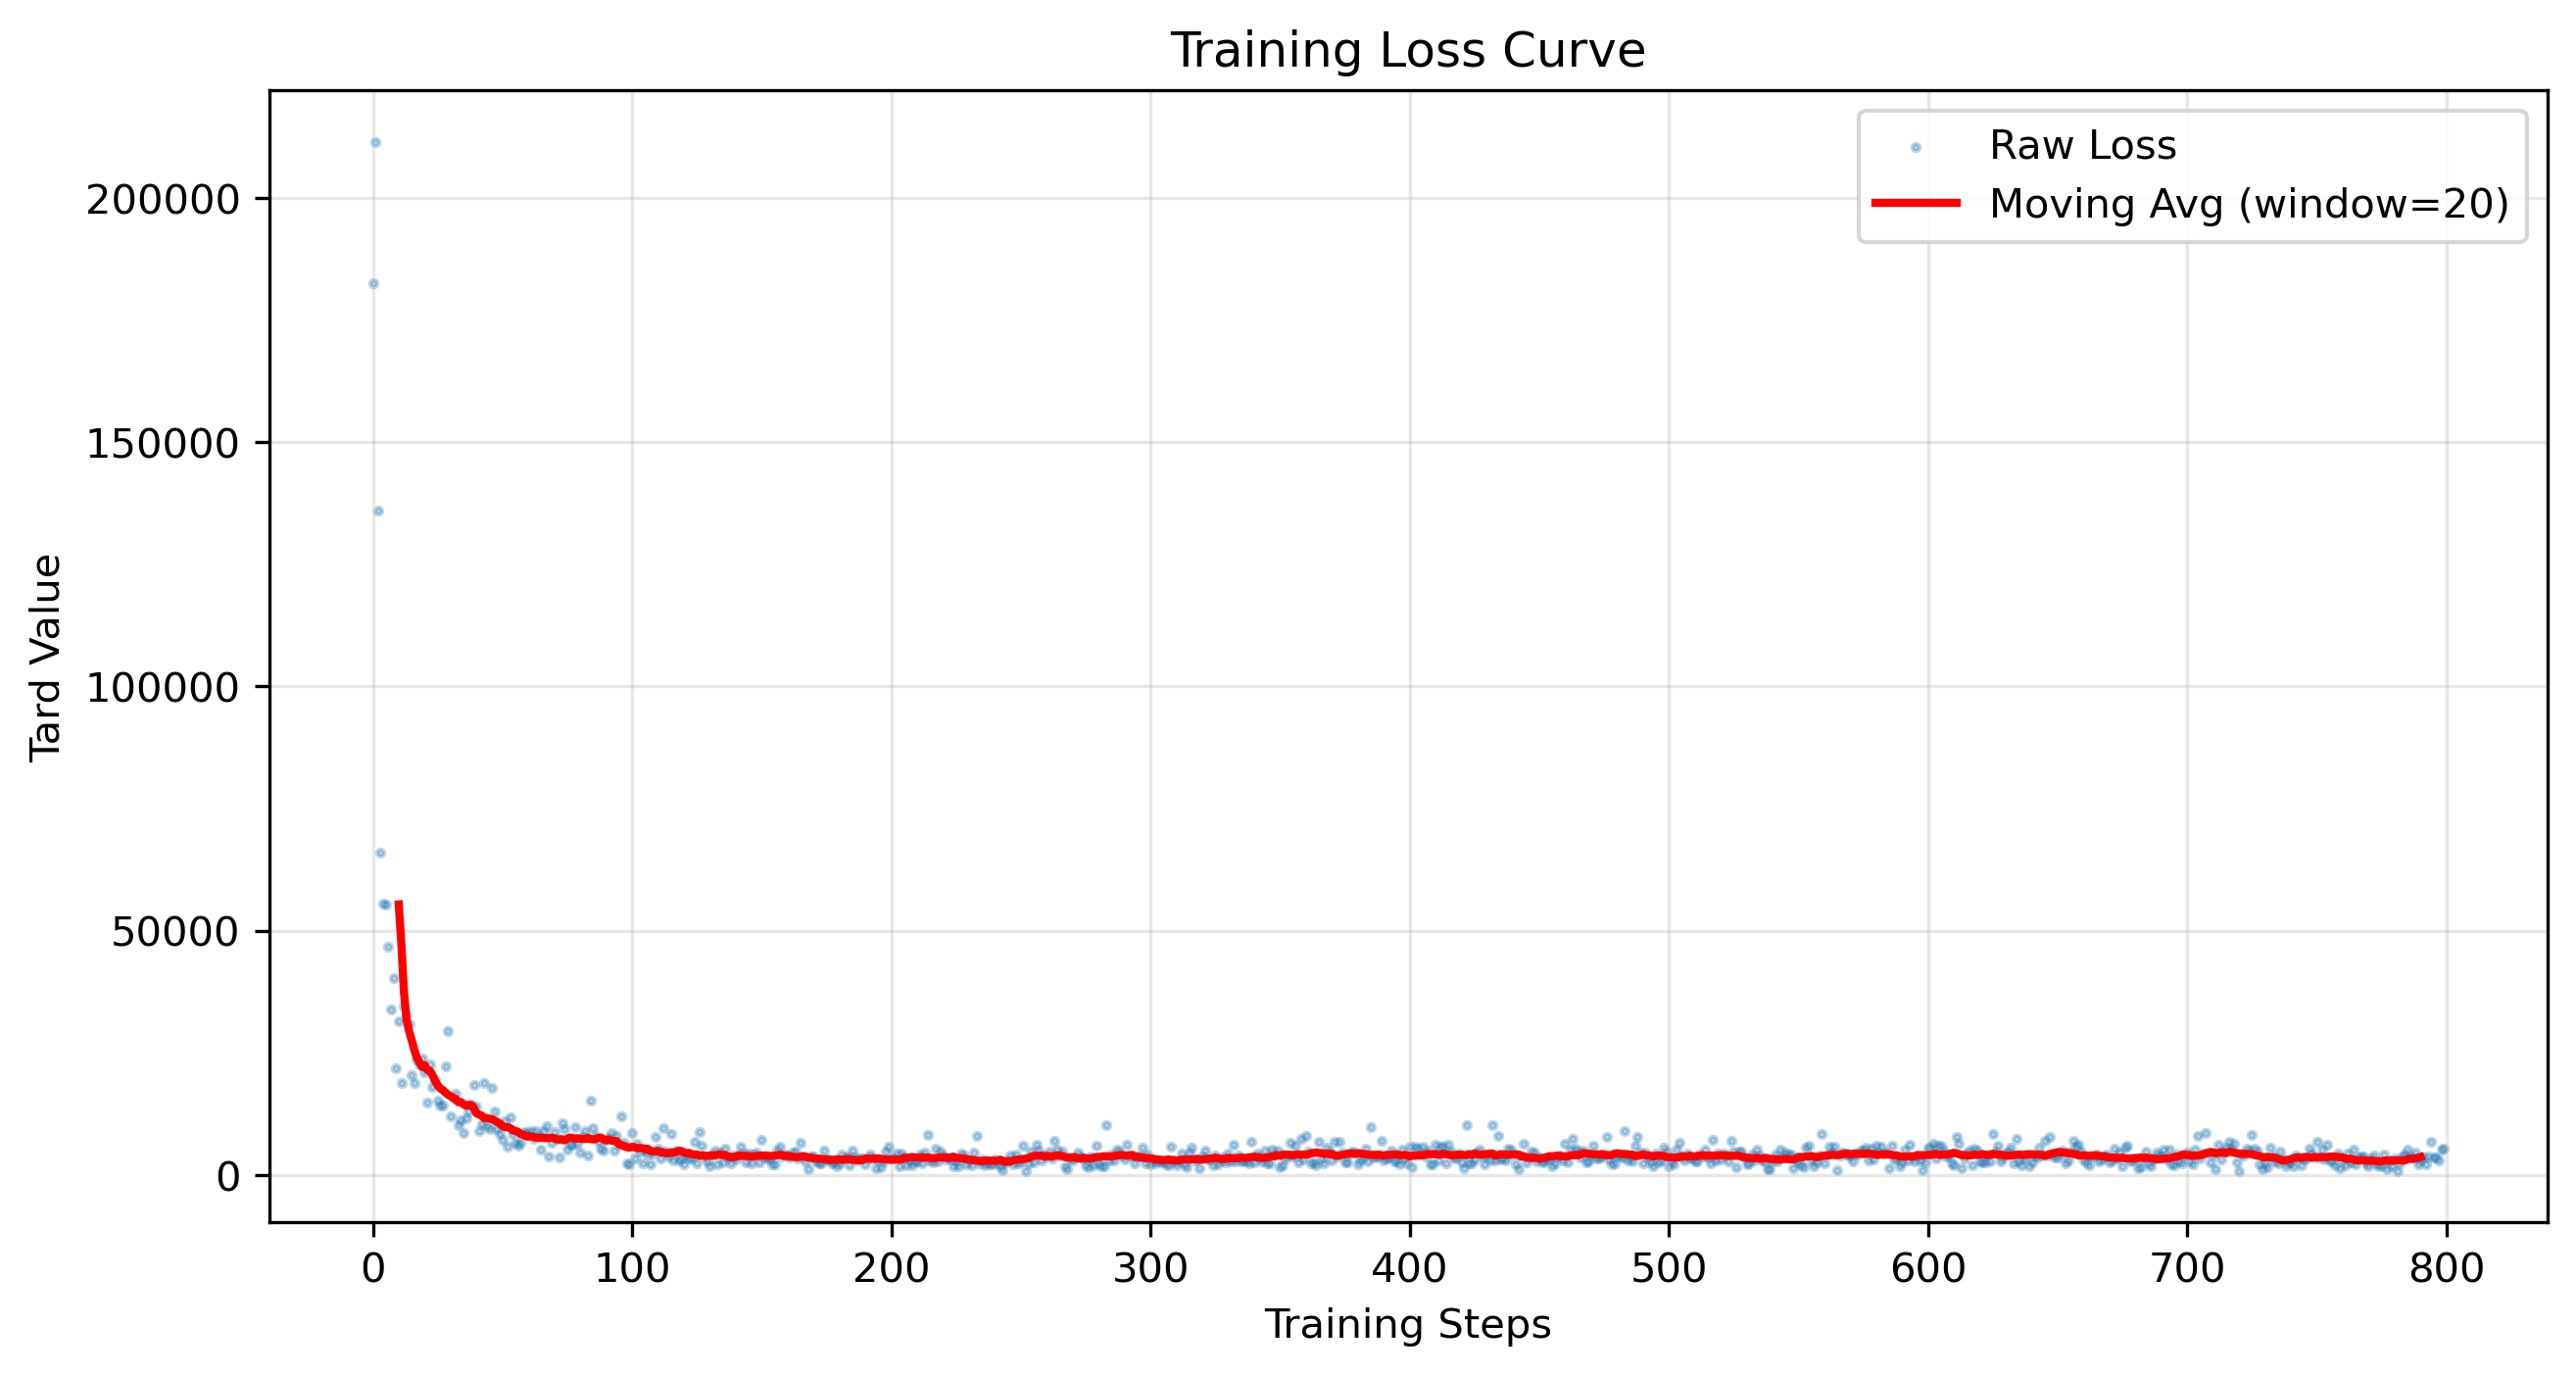 Training Loss Curve
Raw Loss
Moving Avg (window=20)
Tard Value
200000
150000
100000
50000
0
0 100 200 300 400 500 600 700 800
Training Steps